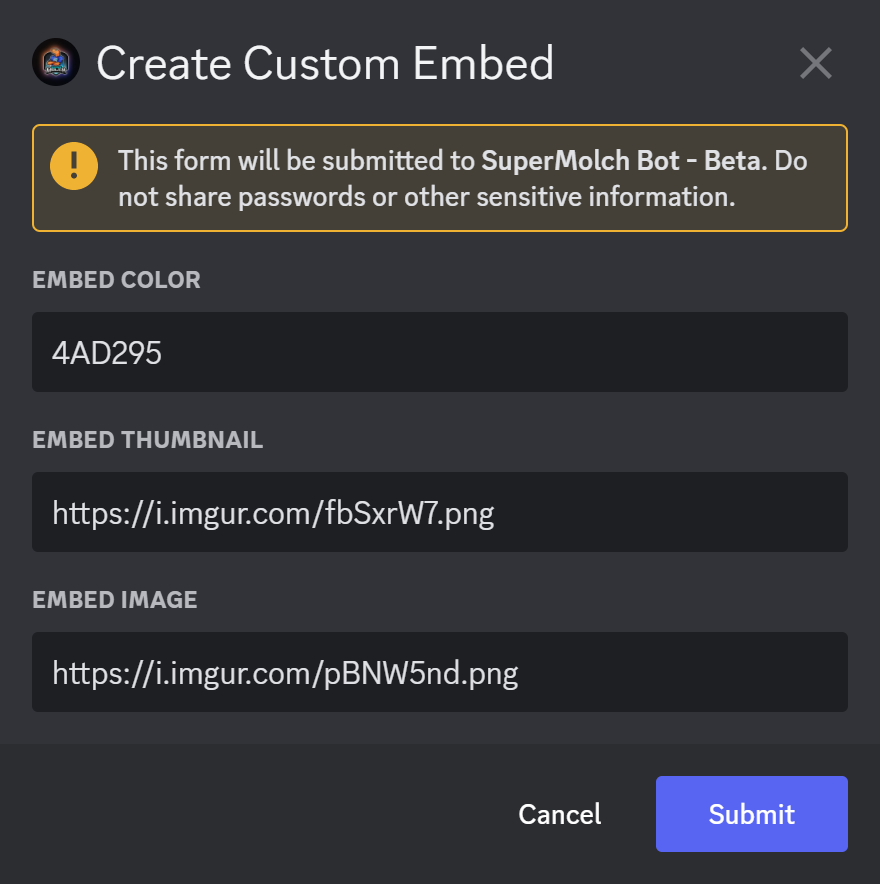 Create Custom Embed
This form will be submitted to SuperMolch Bot - Beta. Do
not share passwords or other sensitive information.
EMBED COLOR
4AD295
EMBED THUMBNAIL
https://i.imgur.com/fbSxrW7.png
EMBED IMAGE
https://i.imgur.com/pBNW5nd.png
Cancel
Submit